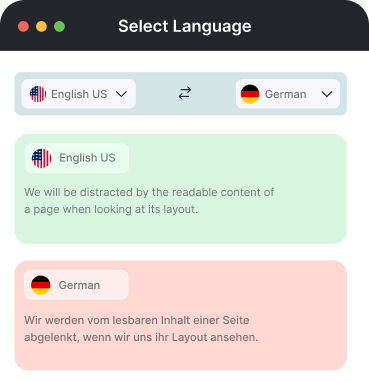 Select Language
English US
German
English US
We will be distracted by the readable content of
a page when looking at its layout.
German
Wir werden vom lesbaren Inhalt einer Seite
abgelenkt, wenn wir uns ihr Layout ansehen.